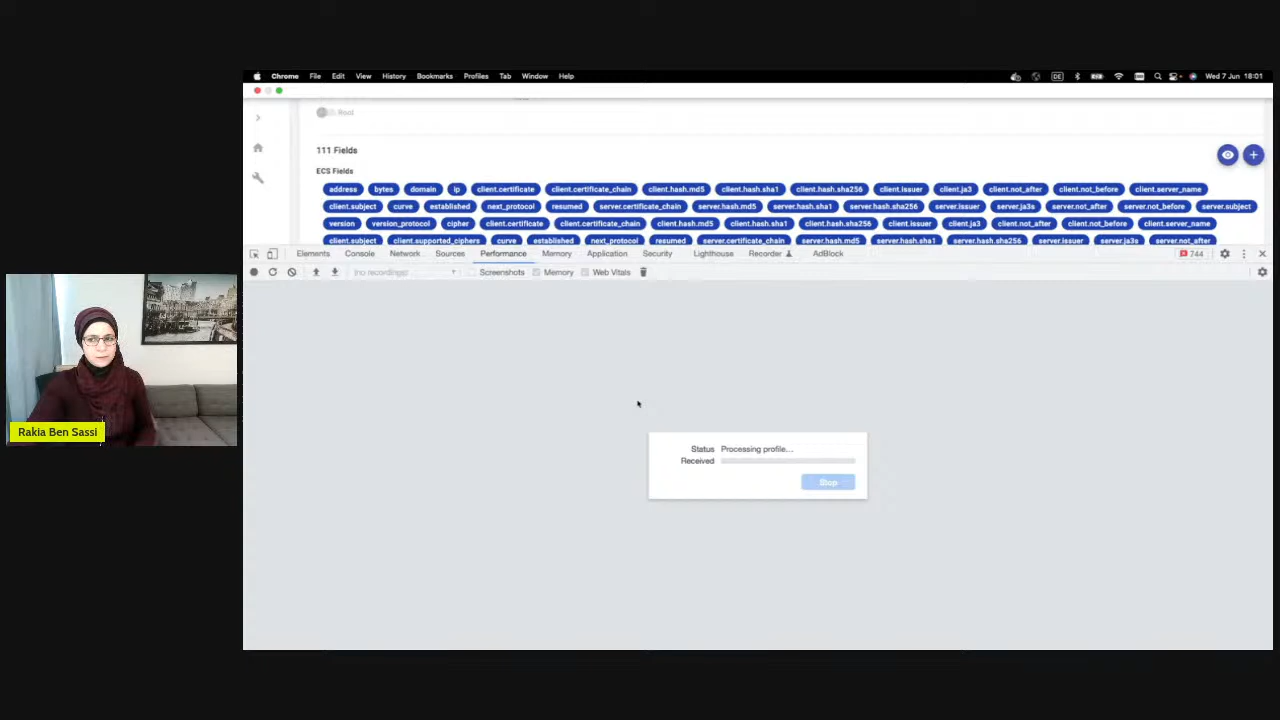 Chrome File Edit View History Bookmarks Profiles Tab Window Help
DE
Wed 7 Jun 18:01
Root
111 Fields
ECS Fields
address bytes domain ip client.certificate client.certificate_chain client.hash.md5 client.hash.sha1 client.hash.sha256 client.issuer client.ja3 client.not_after client.not_before client.server_name
client.subject curve established next_protocol resumed server.certificate_chain server.hash.md5 server.hash.sha1 server.hash.sha256 server.issuer server.ja3s server.not_after server.not_before server.subject
version version_protocol cipher client.certificate client.certificate_chain client.hash.md5 client.hash.sha1 client.hash.sha256 client.issuer client.ja3 client.not_after client.not_before client.server_name
client.subject client.supported_ciphers curve established next_protocol resumed server.certificate_chain server.hash.md5 server.hash.sha1 server.hash.sha256 server.issuer server.ja3s server.not_after
Elements Console Network Sources Performance Memory Application Security Lighthouse Recorder AdBlock
744
(no recordings) Screenshots Memory Web Vitals
Status Processing profile...
Received
Stop
Rakia Ben Sassi